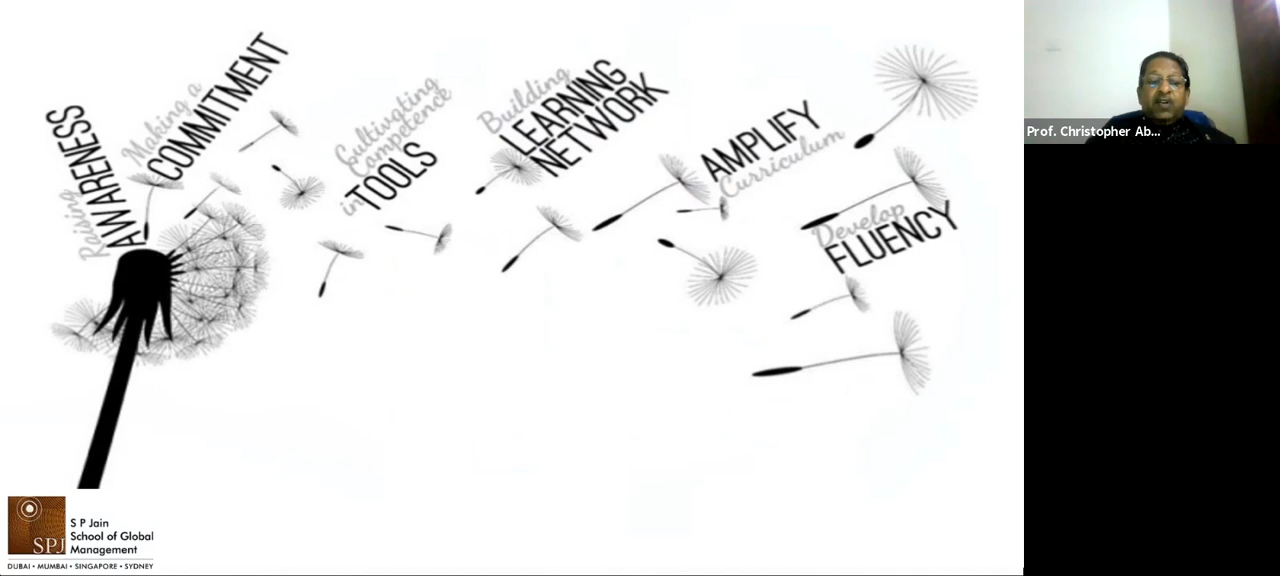 Raising
AWARENESS
Making a
COMMITMENT
Cultivating
Competence
in TOOLS
Building
LEARNING
NETWORK
AMPLIFY
Curriculum
Develop
FLUENCY
Prof. Christopher Ab...
SPJ
S P Jain
School of Global
Management
DUBAI • MUMBAI • SINGAPORE • SYDNEY